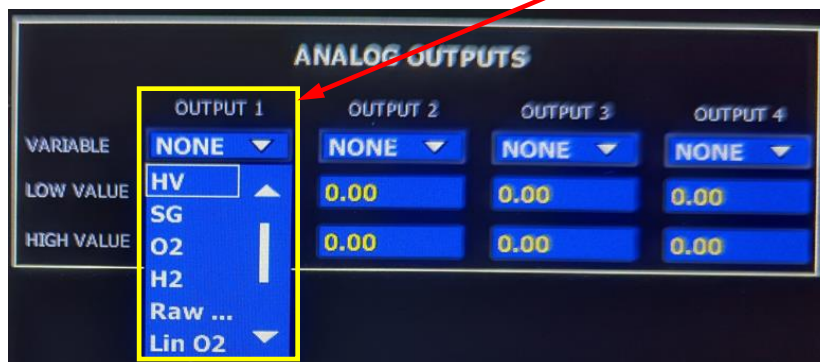 ANALOG OUTPUTS
OUTPUT 1 OUTPUT 2 OUTPUT 3 OUTPUT 4
VARIABLE NONE NONE NONE NONE
LOW VALUE HV 0.00 0.00 0.00
SG
HIGH VALUE O2 0.00 0.00 0.00
H2
Raw ...
Lin O2